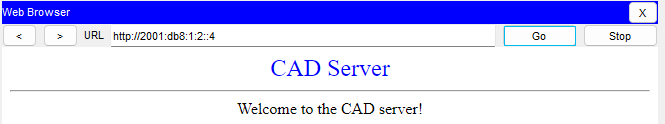 Web Browser X
< > URL http://2001:db8:1:2::4 Go Stop
CAD Server
Welcome to the CAD server!